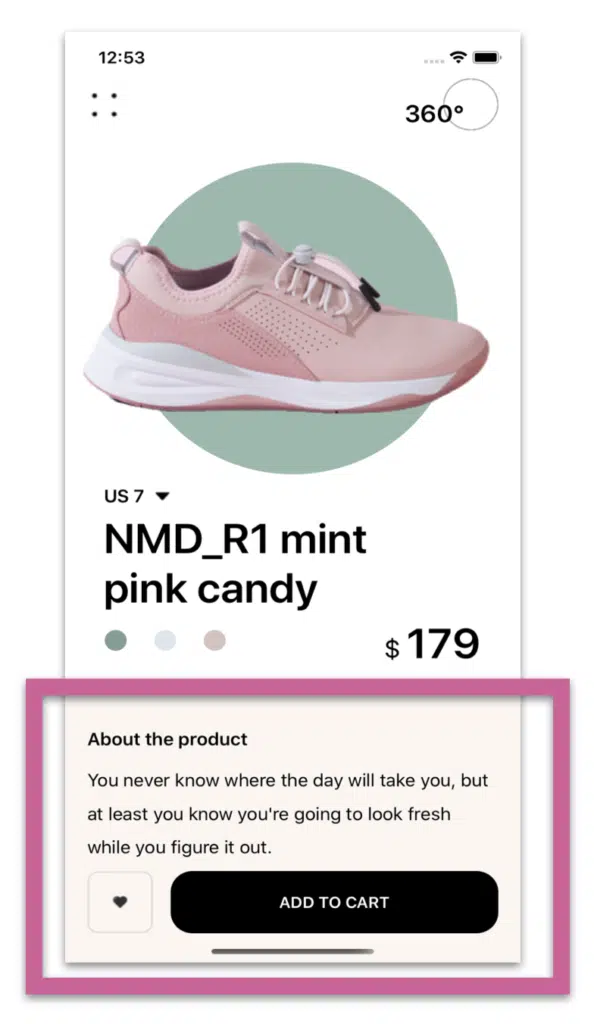 12:53
360°
US 7
NMD_R1 mint
pink candy
$ 179
About the product
You never know where the day will take you, but
at least you know you're going to look fresh
while you figure it out.
ADD TO CART